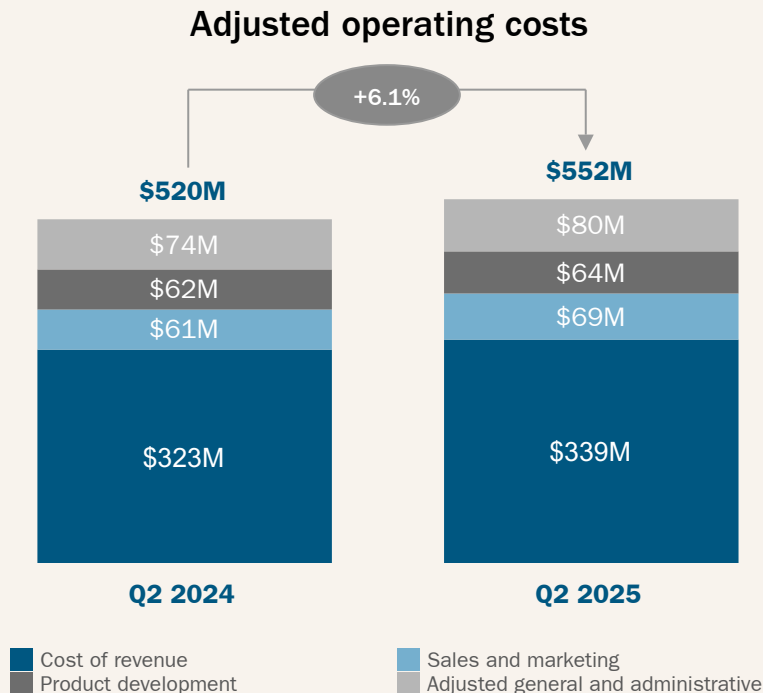 Adjusted operating costs
+6.1%
$520M
$552M
$74M
$80M
$62M
$64M
$61M
$69M
$323M
$339M
Q2 2024
Q2 2025
Cost of revenue
Sales and marketing
Product development
Adjusted general and administrative